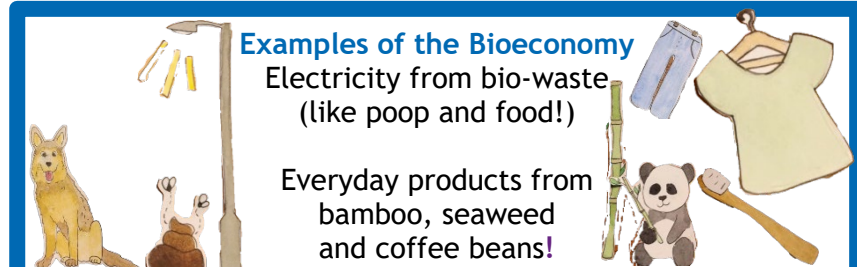 Examples of the Bioeconomy
Electricity from bio-waste
(like poop and food!)
Everyday products from
bamboo, seaweed
and coffee beans!